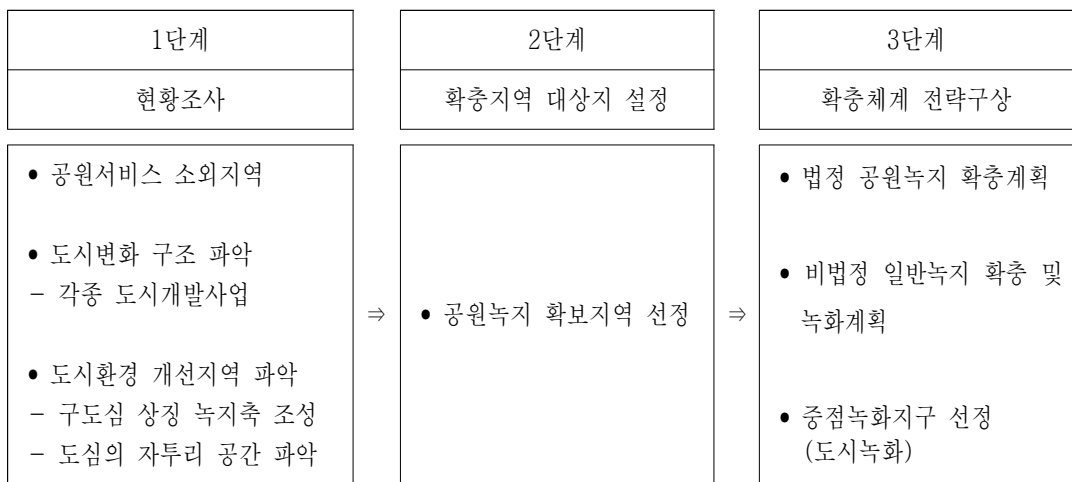 1단계
현황조사
• 공원서비스 소외지역
• 도시변화 구조 파악
- 각종 도시개발사업
• 도시환경 개선지역 파악
- 구도심 상징 녹지축 조성
- 도심의 자투리 공간 파악
⇒
2단계
확충지역 대상지 설정
• 공원녹지 확보지역 선정
⇒
3단계
확충체계 전략구상
• 법정 공원녹지 확충계획
• 비법정 일반녹지 확충 및
녹화계획
• 중점녹화지구 선정
(도시녹화)